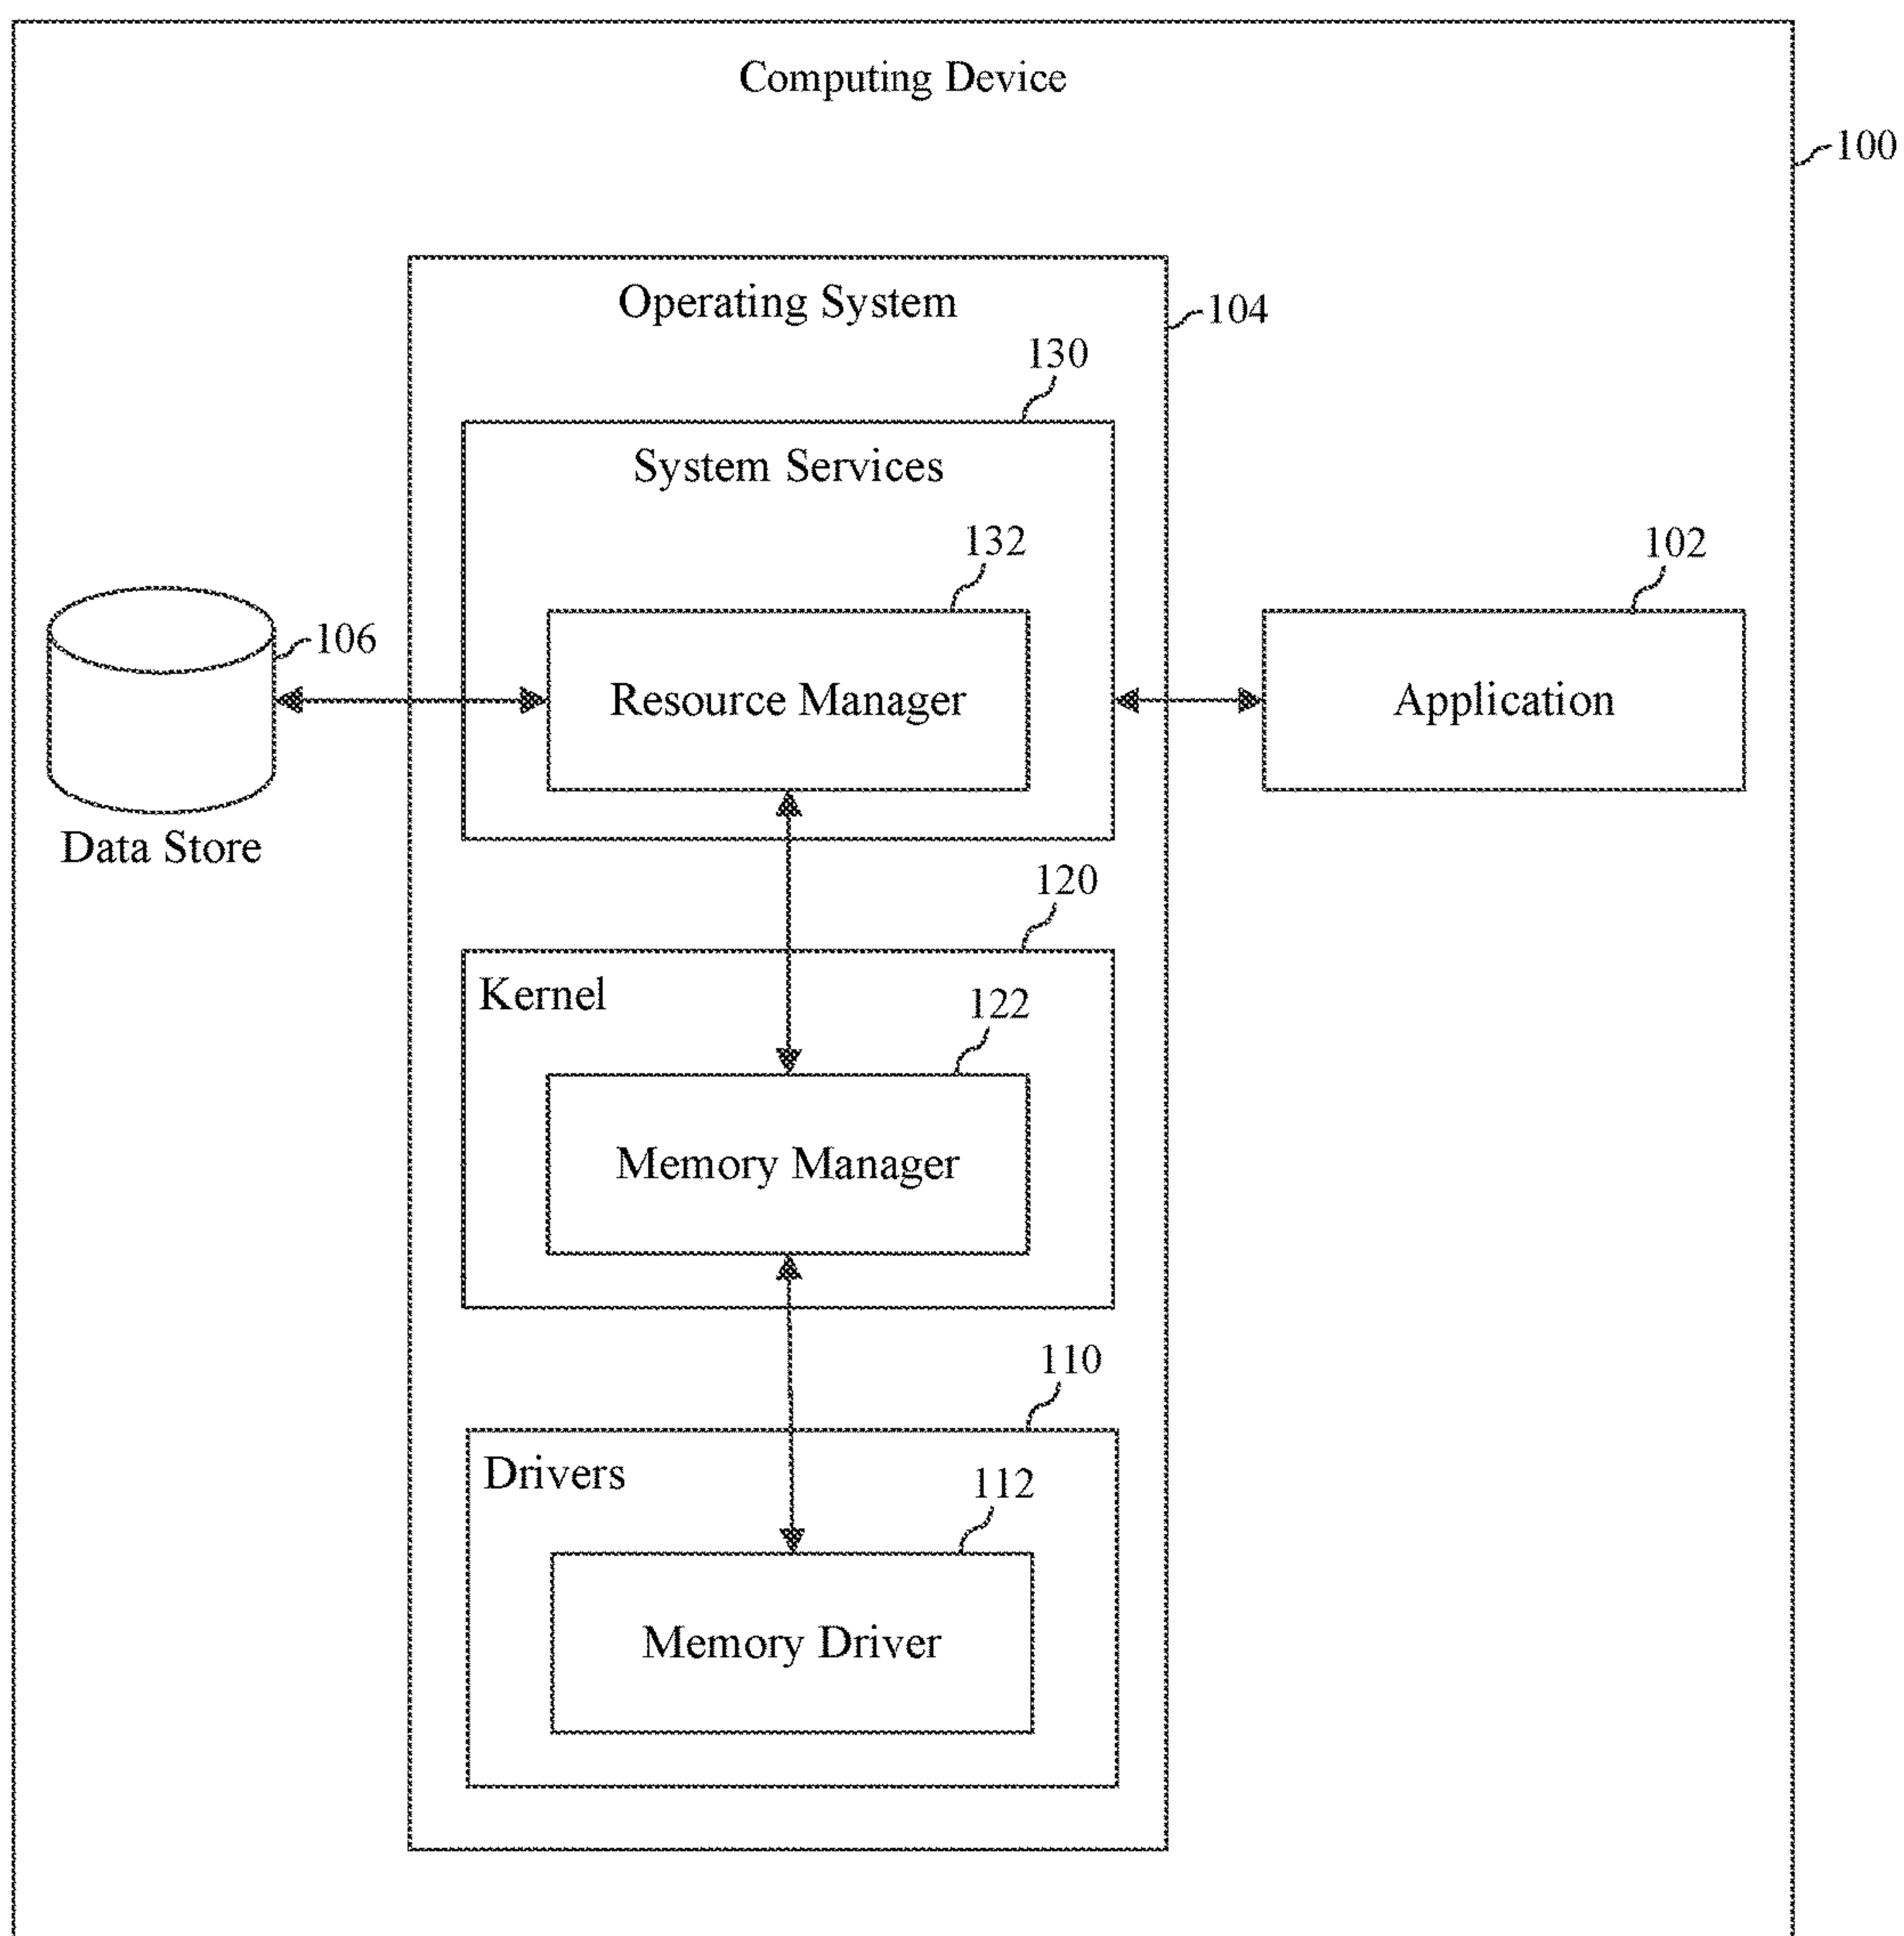 Computing Device
100
Operating System
104
130
System Services
132
102
106
Resource Manager
Application
Data Store
120
Kernel
122
Memory Manager
110
Drivers
112
Memory Driver